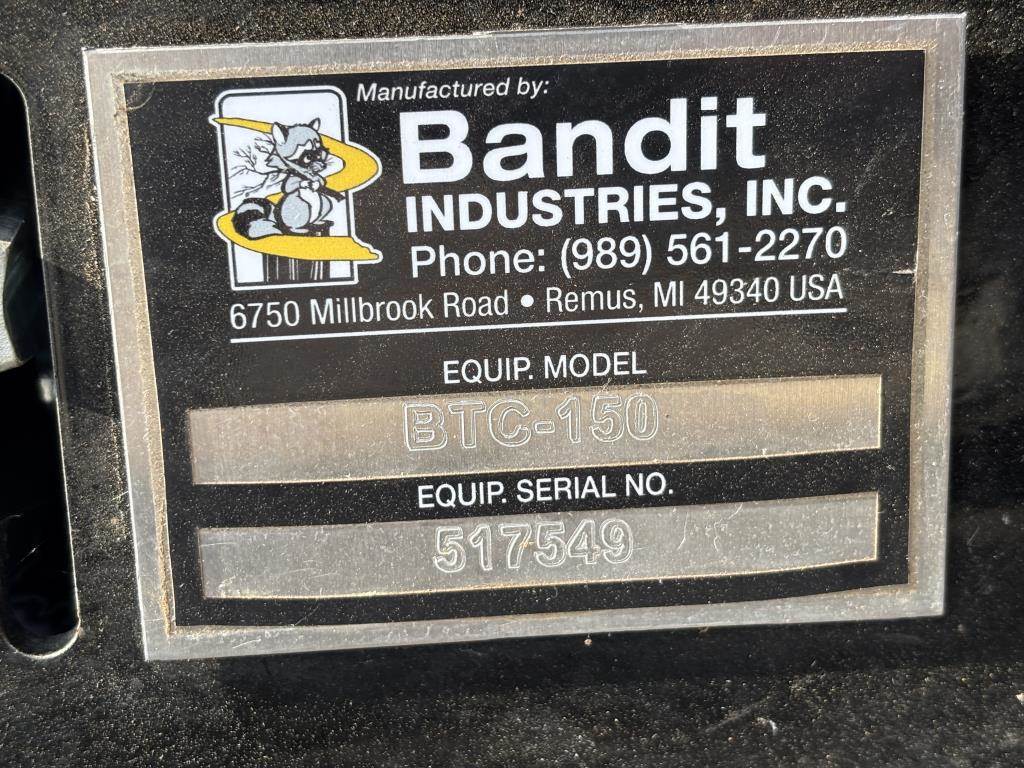 Manufactured by:
Bandit
INDUSTRIES, INC.
Phone: (989) 561-2270
6750 Millbrook Road • Remus, MI 49340 USA
EQUIP. MODEL
BTC-150
EQUIP. SERIAL NO.
517549